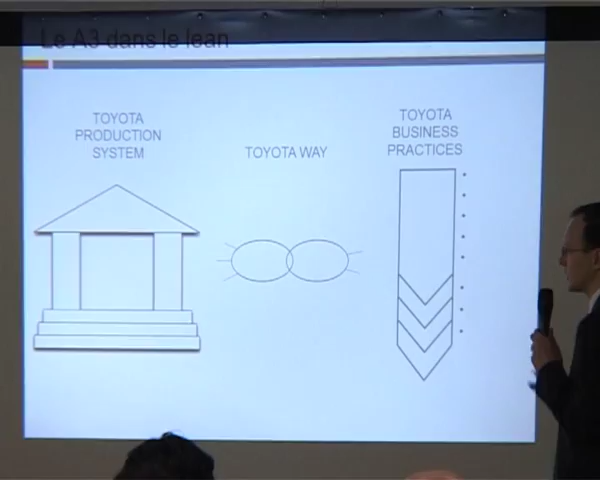 Le A3 dans le lean
TOYOTA
PRODUCTION
SYSTEM
TOYOTA WAY
TOYOTA
BUSINESS
PRACTICES